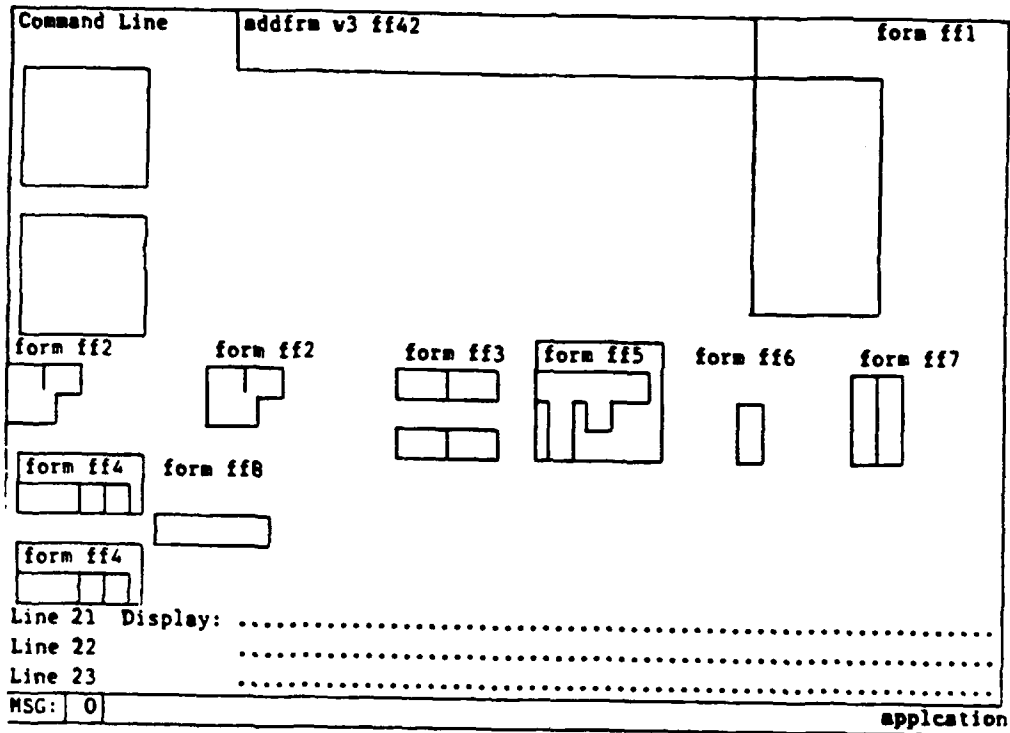 Command Line addfrm v3 ff42 form ff1
form ff2 form ff2 form ff3 form ff5 form ff6 form ff7
form ff4 form ff8
form ff4
Line 21 Display: ................................................................
Line 22 ................................................................
Line 23 ................................................................
MSG: 0 applcation